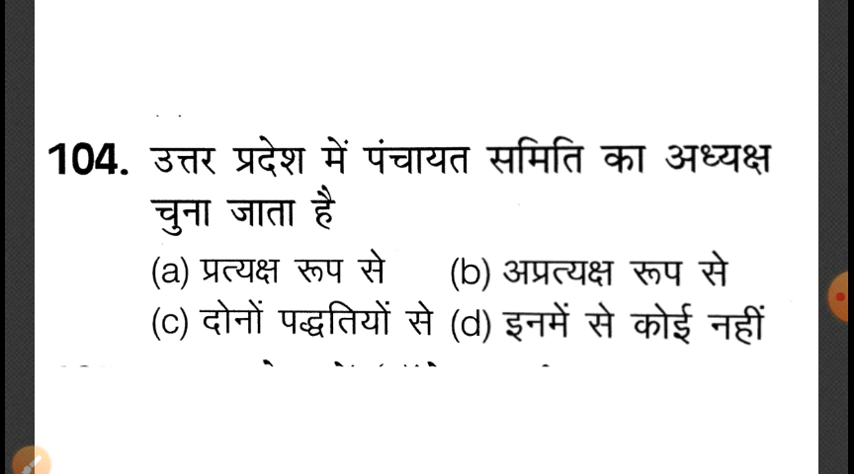 104. उत्तर प्रदेश में पंचायत समिति का अध्यक्ष
चुना जाता है
(a) प्रत्यक्ष रूप से (b) अप्रत्यक्ष रूप से
(c) दोनों पद्धतियों से (d) इनमें से कोई नहीं